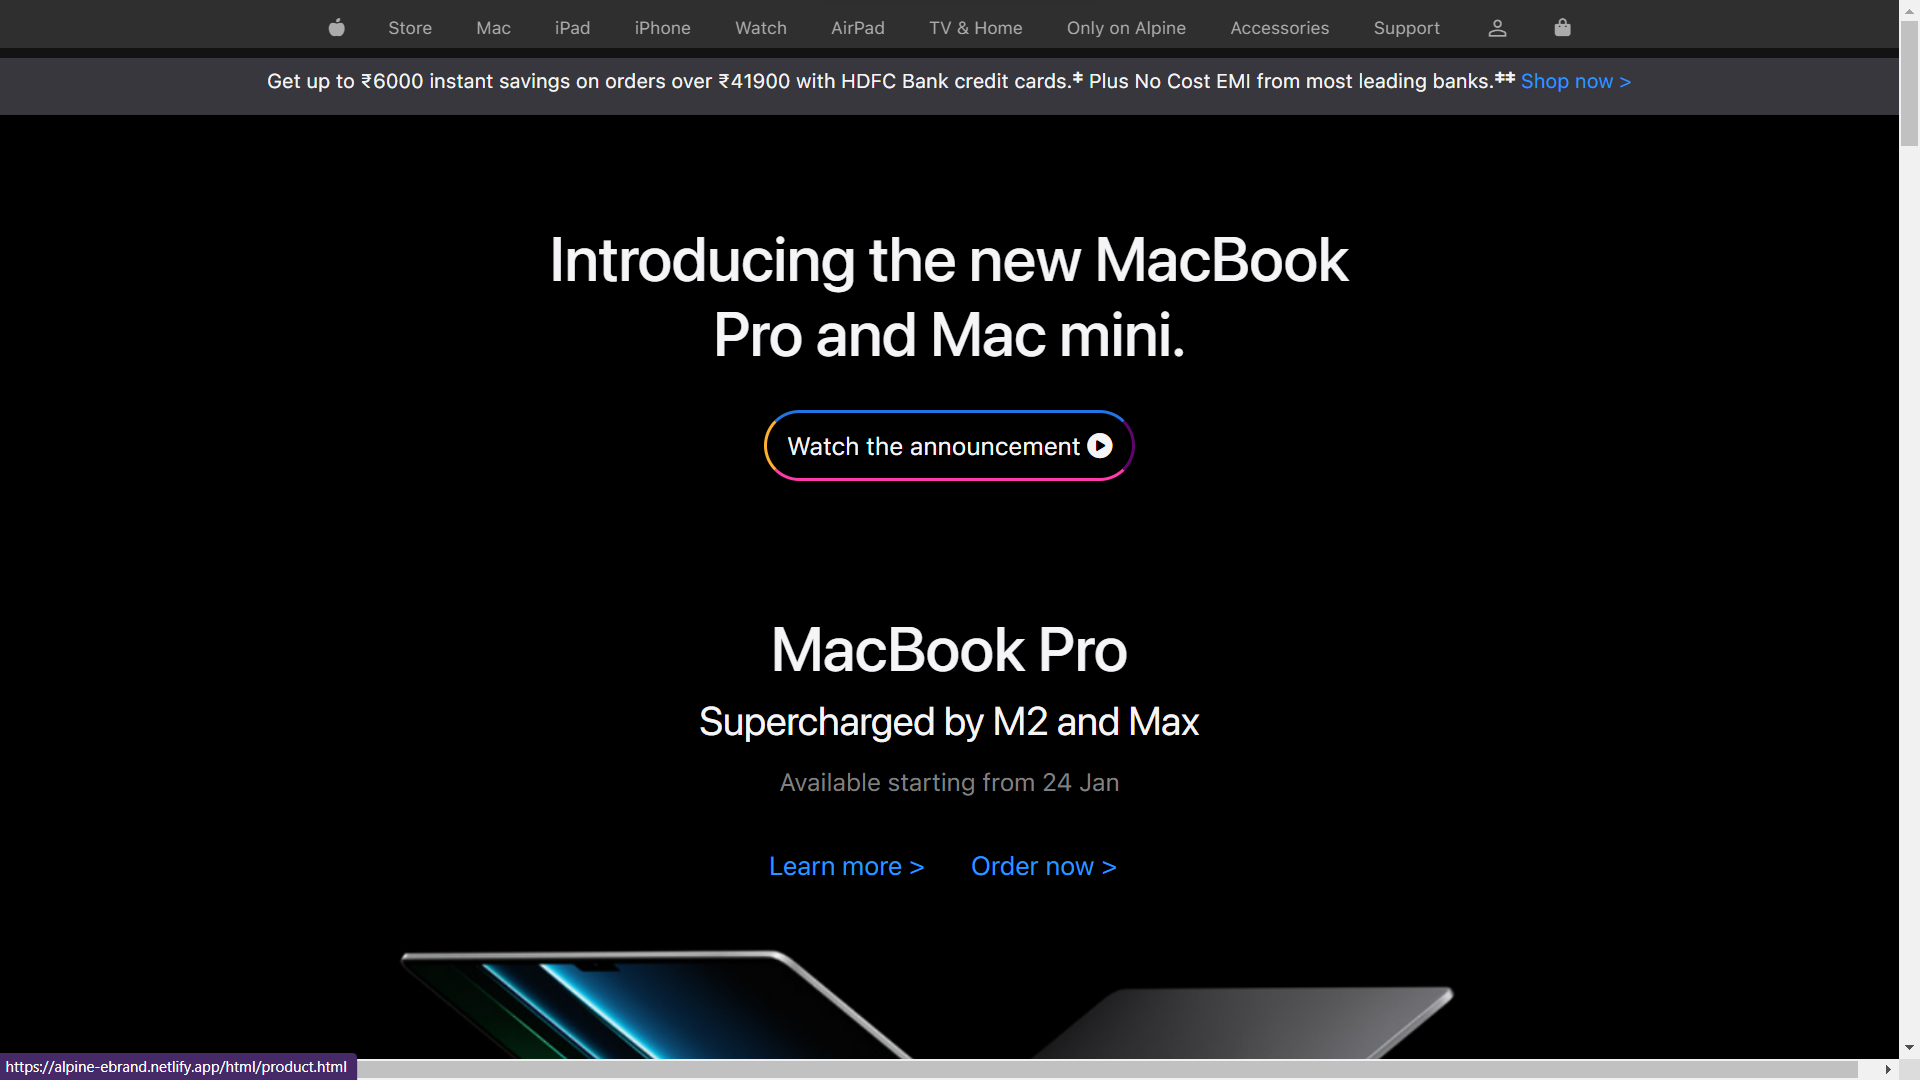 Store Mac iPad iPhone Watch AirPad TV & Home Only on Alpine Accessories Support
Get up to ₹6000 instant savings on orders over ₹41900 with HDFC Bank credit cards.‡ Plus No Cost EMI from most leading banks.‡‡ Shop now >
Introducing the new MacBook
Pro and Mac mini.
Watch the announcement
MacBook Pro
Supercharged by M2 and Max
Available starting from 24 Jan
Learn more > Order now >
https://alpine-ebrand.netlify.app/html/product.html